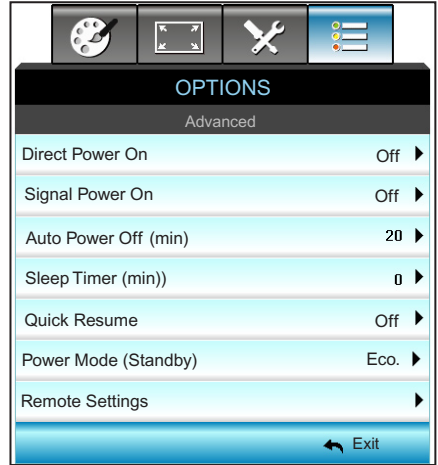 OPTIONS
Advanced
Direct Power On Off
Signal Power On Off
Auto Power Off (min) 20
Sleep Timer (min)) 0
Quick Resume Off
Power Mode (Standby) Eco.
Remote Settings
Exit